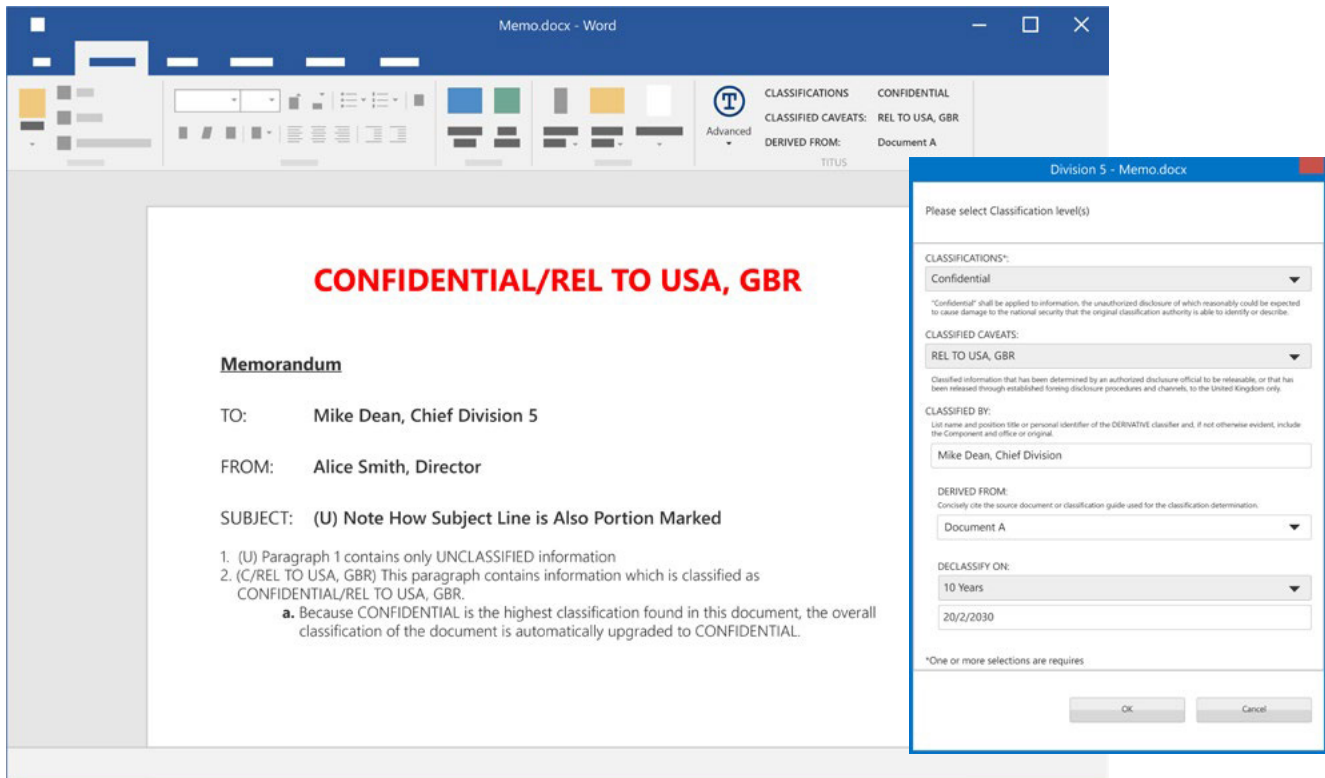 Memo.docx - Word
Advanced
CLASSIFICATIONS CONFIDENTIAL
CLASSIFIED CAVEATS: REL TO USA, GBR
DERIVED FROM: Document A
TITUS
CONFIDENTIAL/REL TO USA, GBR
Memorandum
TO: Mike Dean, Chief Division 5
FROM: Alice Smith, Director
SUBJECT: (U) Note How Subject Line is Also Portion Marked
1. (U) Paragraph 1 contains only UNCLASSIFIED information
2. (C/REL TO USA, GBR) This paragraph contains information which is classified as
CONFIDENTIAL/REL TO USA, GBR.
a. Because CONFIDENTIAL is the highest classification found in this document, the overall
classification of the document is automatically upgraded to CONFIDENTIAL.
Division 5 - Memo.docx
Please select Classification level(s)
CLASSIFICATIONS*:
Confidential
"Confidential" shall be applied to information, the unauthorized disclosure of which reasonably could be expected
to cause damage to the national security that the original classification authority is able to identify or describe.
CLASSIFIED CAVEATS:
REL TO USA, GBR
Classified information that has been determined by an authorized disclosure official to be releasable, or that has
been released through established foreing disclosure procedures and channels, to the United Kingdom only.
CLASSIFIED BY:
List name and position title or personal identifier of the DERIVATIVE classifier and, if not otherwise evident, include
the Component and office or original.
Mike Dean, Chief Division
DERIVED FROM:
Concisely cite the source document or classification guide used for the classification determination.
Document A
DECLASSIFY ON:
10 Years
20/2/2030
*One or more selections are requires
OK Cancel